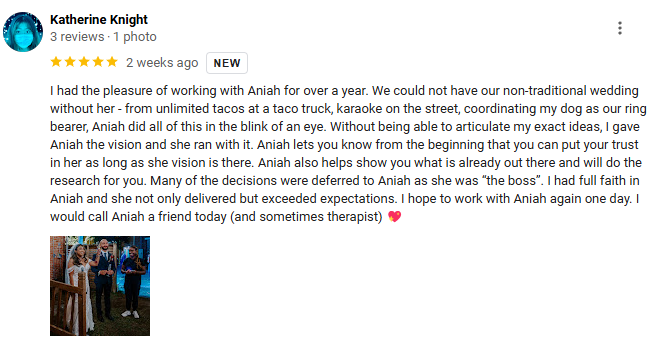 Katherine Knight
3 reviews · 1 photo
2 weeks ago NEW
I had the pleasure of working with Aniah for over a year. We could not have our non-traditional wedding
without her - from unlimited tacos at a taco truck, karaoke on the street, coordinating my dog as our ring
bearer, Aniah did all of this in the blink of an eye. Without being able to articulate my exact ideas, I gave
Aniah the vision and she ran with it. Aniah lets you know from the beginning that you can put your trust
in her as long as she vision is there. Aniah also helps show you what is already out there and will do the
research for you. Many of the decisions were deferred to Aniah as she was “the boss”. I had full faith in
Aniah and she not only delivered but exceeded expectations. I hope to work with Aniah again one day. I
would call Aniah a friend today (and sometimes therapist) 💖